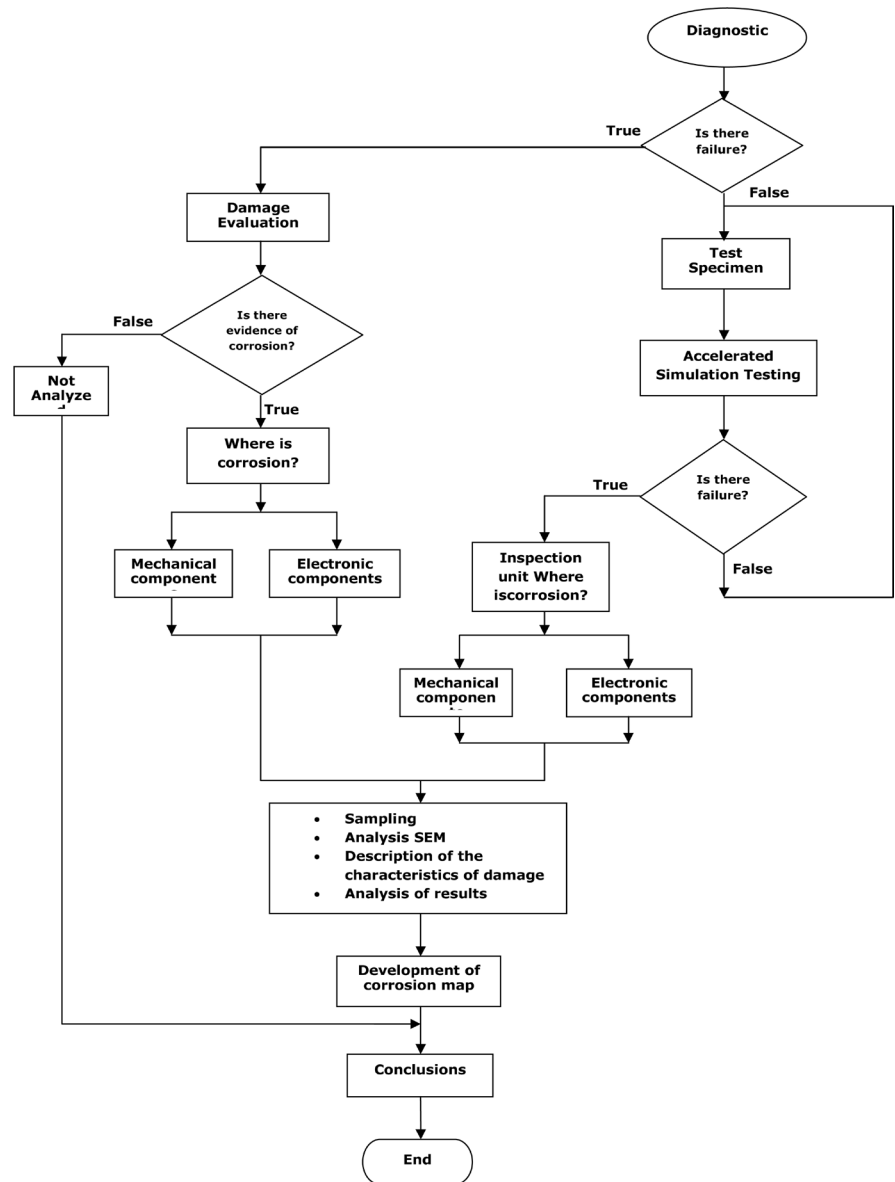 Diagnostic
Is there
failure?
True
False
Damage
Evaluation
Test
Specimen
Is there
evidence of
corrosion?
False
True
Accelerated
Simulation Testing
Not
Analyze
Where is
corrosion?
Is there
failure?
True
False
Mechanical
component
Electronic
components
Inspection
unit Where
iscorrosion?
Mechanical
componen
Electronic
components
• Sampling
• Analysis SEM
• Description of the
characteristics of damage
• Analysis of results
Development of
corrosion map
Conclusions
End